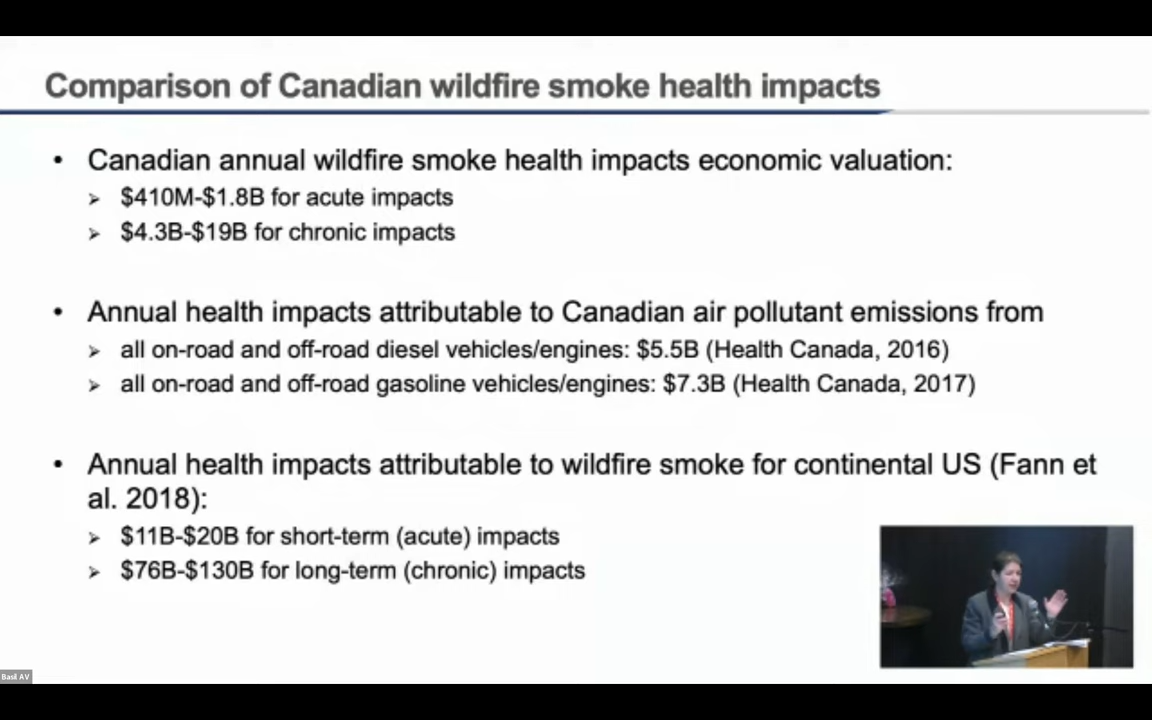 Comparison of Canadian wildfire smoke health impacts
• Canadian annual wildfire smoke health impacts economic valuation:
➢ $410M-$1.8B for acute impacts
➢ $4.3B-$19B for chronic impacts
• Annual health impacts attributable to Canadian air pollutant emissions from
➢ all on-road and off-road diesel vehicles/engines: $5.5B (Health Canada, 2016)
➢ all on-road and off-road gasoline vehicles/engines: $7.3B (Health Canada, 2017)
• Annual health impacts attributable to wildfire smoke for continental US (Fann et
al. 2018):
➢ $11B-$20B for short-term (acute) impacts
➢ $76B-$130B for long-term (chronic) impacts
Basil AV